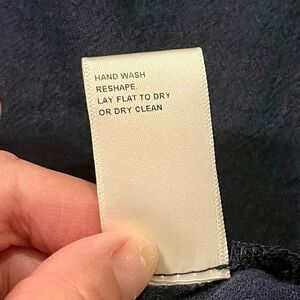 HAND WASH
RESHAPE.
LAY FLAT TO DRY
OR DRY CLEAN